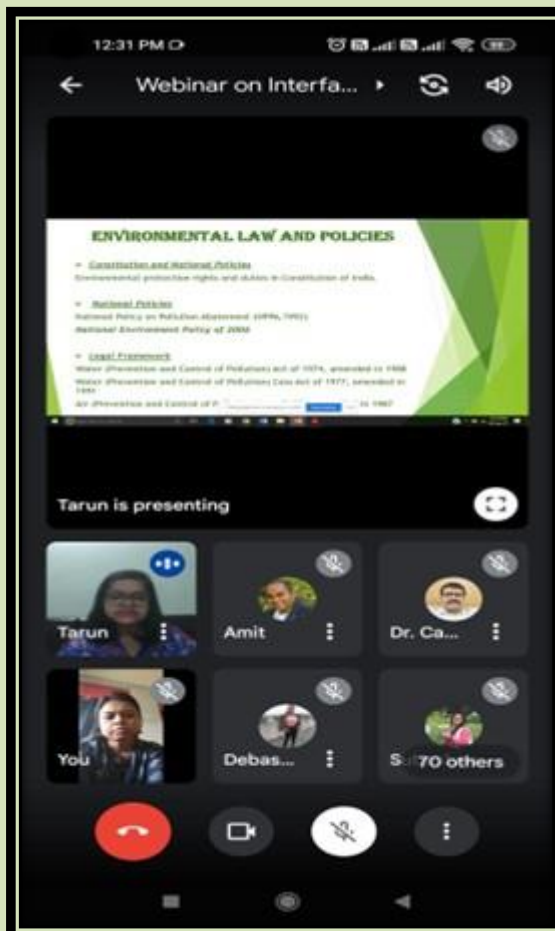 12:31 PM
Webinar on Interfa...
ENVIRONMENTAL LAW AND POLICIES
Constitution and National Policies
Environmental protection rights and duties in Constitution of India.
National Policies
National Policy on Pollution Abatement (1992)
National Environment Policy of 2006
Legal Framework
Water (Prevention and Control of Pollution) Act of 1974, amended in 1988
Water (Prevention and Control of Pollution) Cess Act of 1977, amended in
Air (Prevention and Control of P in 1987
Tarun is presenting
Tarun
Amit
Dr. Ca...
You
Debas...
S
70 others